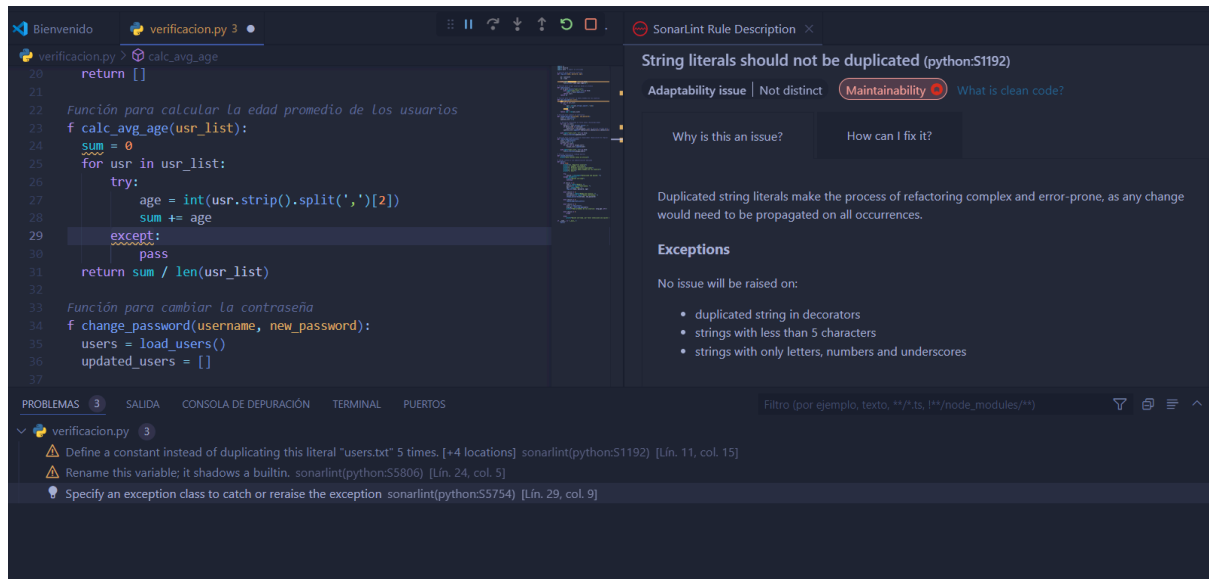 Bienvenido
verificacion.py 3
SonarLint Rule Description
verificacion.py > calc_avg_age
20 return []
21
22 Función para calcular la edad promedio de los usuarios
23 f calc_avg_age(usr_list):
24 sum = 0
25 for usr in usr_list:
26 try:
27 age = int(usr.strip().split(',')[2])
28 sum += age
29 except:
30 pass
31 return sum / len(usr_list)
32
33 Función para cambiar la contraseña
34 f change_password(username, new_password):
35 users = load_users()
36 updated_users = []
37
String literals should not be duplicated (python:S1192)
Adaptability issue | Not distinct Maintainability What is clean code?
Why is this an issue? How can I fix it?
Duplicated string literals make the process of refactoring complex and error-prone, as any change
would need to be propagated on all occurrences.
Exceptions
No issue will be raised on:
• duplicated string in decorators
• strings with less than 5 characters
• strings with only letters, numbers and underscores
PROBLEMAS 3 SALIDA CONSOLA DE DEPURACIÓN TERMINAL PUERTOS
Filtro (por ejemplo, texto, **/*.ts, !**/node_modules/**)
verificacion.py 3
Define a constant instead of duplicating this literal "users.txt" 5 times. [+4 locations] sonarlint(python:S1192) [Lín. 11, col. 15]
Rename this variable; it shadows a builtin. sonarlint(python:S5806) [Lín. 24, col. 5]
Specify an exception class to catch or reraise the exception sonarlint(python:S5754) [Lín. 29, col. 9]